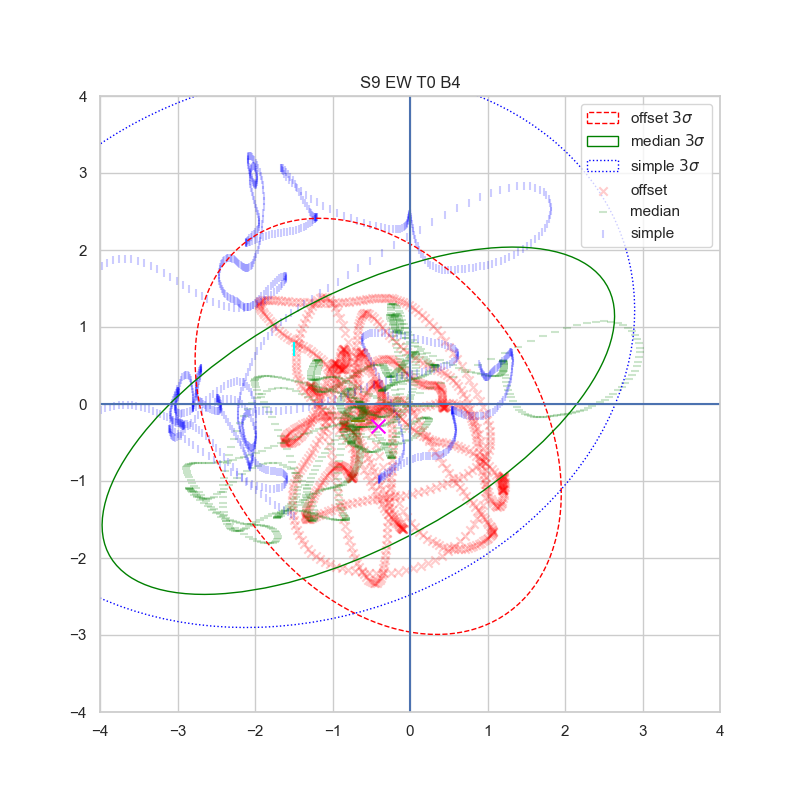 S9 EW T0 B4
4
3
2
1
0
−1
−2
−3
−4
−4 −3 −2 −1 0 1 2 3 4
offset 3σ
median 3σ
simple 3σ
offset
median
simple